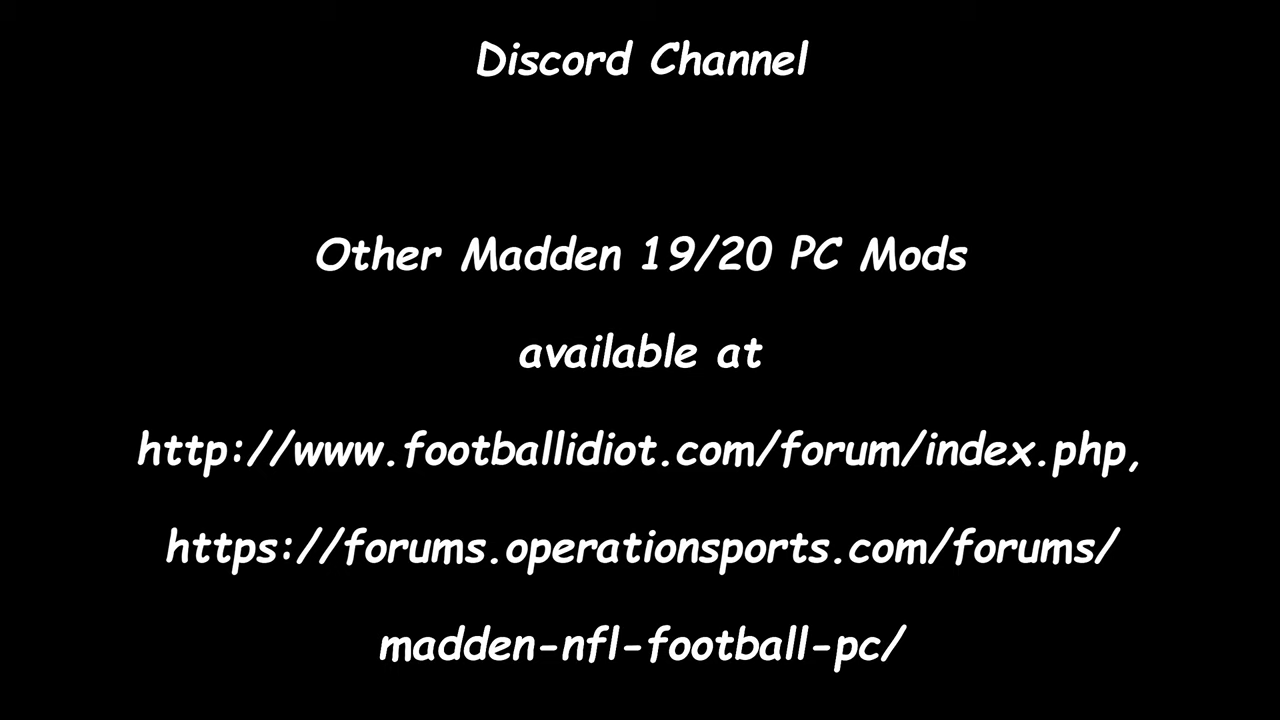 Discord Channel
Other Madden 19/20 PC Mods
available at
http://www.footballidiot.com/forum/index.php,
https://forums.operationsports.com/forums/
madden-nfl-football-pc/